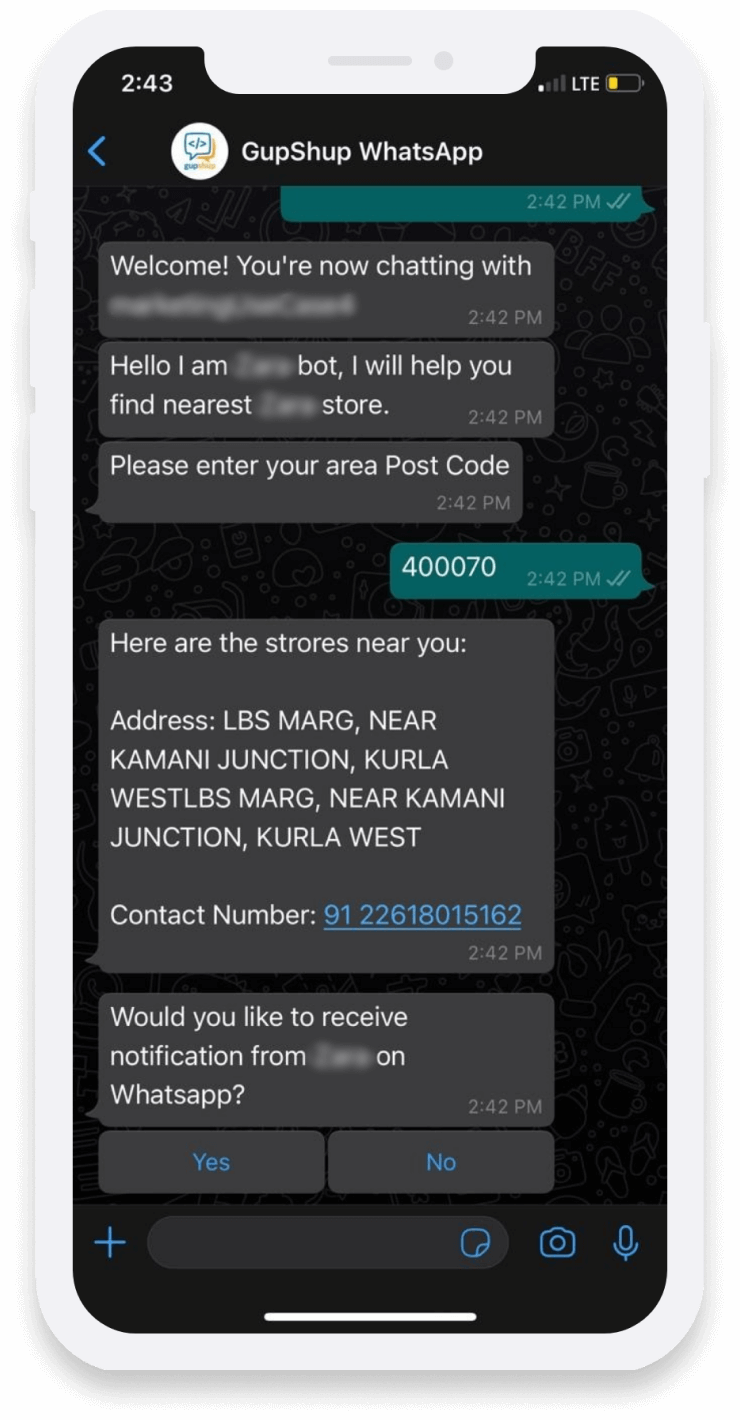 2:43 LTE
GupShup WhatsApp
</>
gupshup
2:42 PM
Welcome! You're now chatting with
2:42 PM
Hello I am bot, I will help you
find nearest store.
2:42 PM
Please enter your area Post Code
2:42 PM
400070
2:42 PM
Here are the strores near you:
Address: LBS MARG, NEAR
KAMANI JUNCTION, KURLA
WESTLBS MARG, NEAR KAMANI
JUNCTION, KURLA WEST
Contact Number: 91 22618015162
2:42 PM
Would you like to receive
notification from on
Whatsapp?
2:42 PM
Yes No